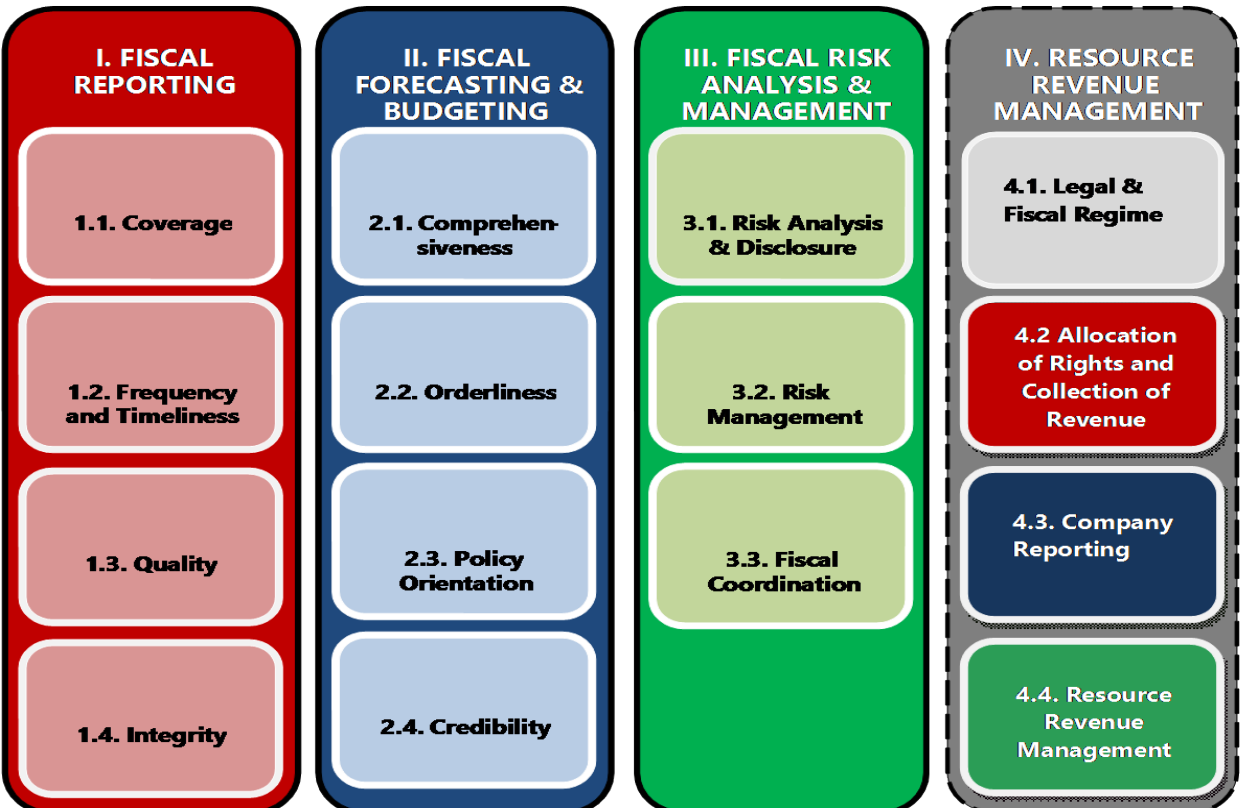 I. FISCAL
REPORTING
1.1. Coverage
1.2. Frequency
and Timeliness
1.3. Quality
1.4. Integrity
II. FISCAL
FORECASTING &
BUDGETING
2.1. Comprehen-
siveness
2.2. Orderliness
2.3. Policy
Orientation
2.4. Credibility
III. FISCAL RISK
ANALYSIS &
MANAGEMENT
3.1. Risk Analysis
& Disclosure
3.2. Risk
Management
3.3. Fiscal
Coordination
IV. RESOURCE
REVENUE
MANAGEMENT
4.1. Legal &
Fiscal Regime
4.2 Allocation
of Rights and
Collection of
Revenue
4.3. Company
Reporting
4.4. Resource
Revenue
Management